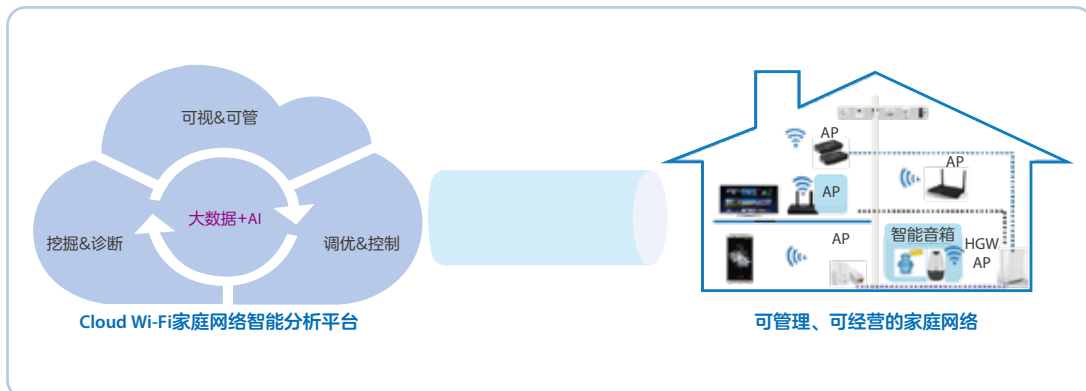 可视&可管
大数据+AI
挖掘&诊断
调优&控制
Cloud Wi-Fi家庭网络智能分析平台
AP
AP
AP
AP
智能音箱
HGW
AP
可管理、可经营的家庭网络